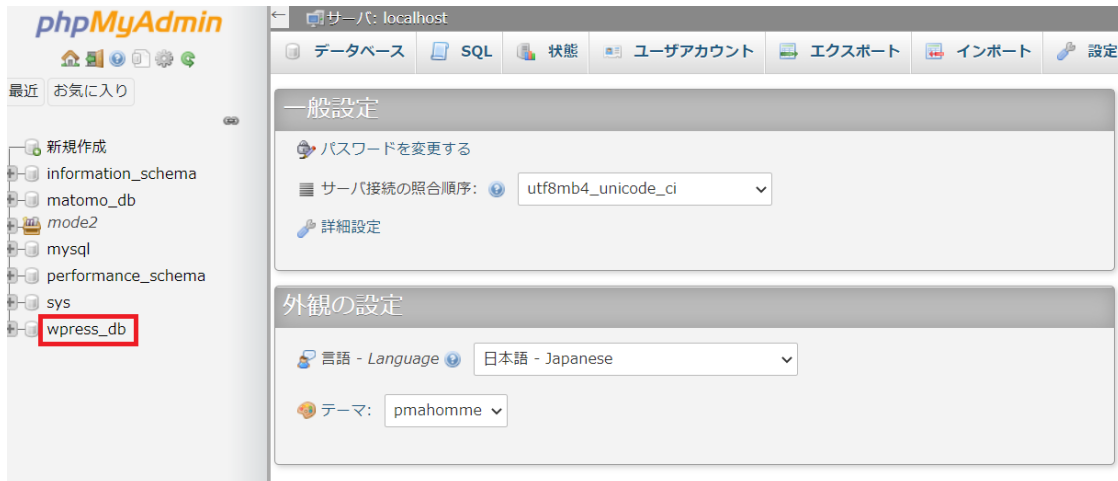 phpMyAdmin
最近 お気に入り
新規作成
information_schema
matomo_db
mode2
mysql
performance_schema
sys
wpress_db
サーバ: localhost
データベース SQL 状態 ユーザアカウント エクスポート インポート 設定
一般設定
パスワードを変更する
サーバ接続の照合順序: utf8mb4_unicode_ci
詳細設定
外観の設定
言語 - Language 日本語 - Japanese
テーマ: pmahomme